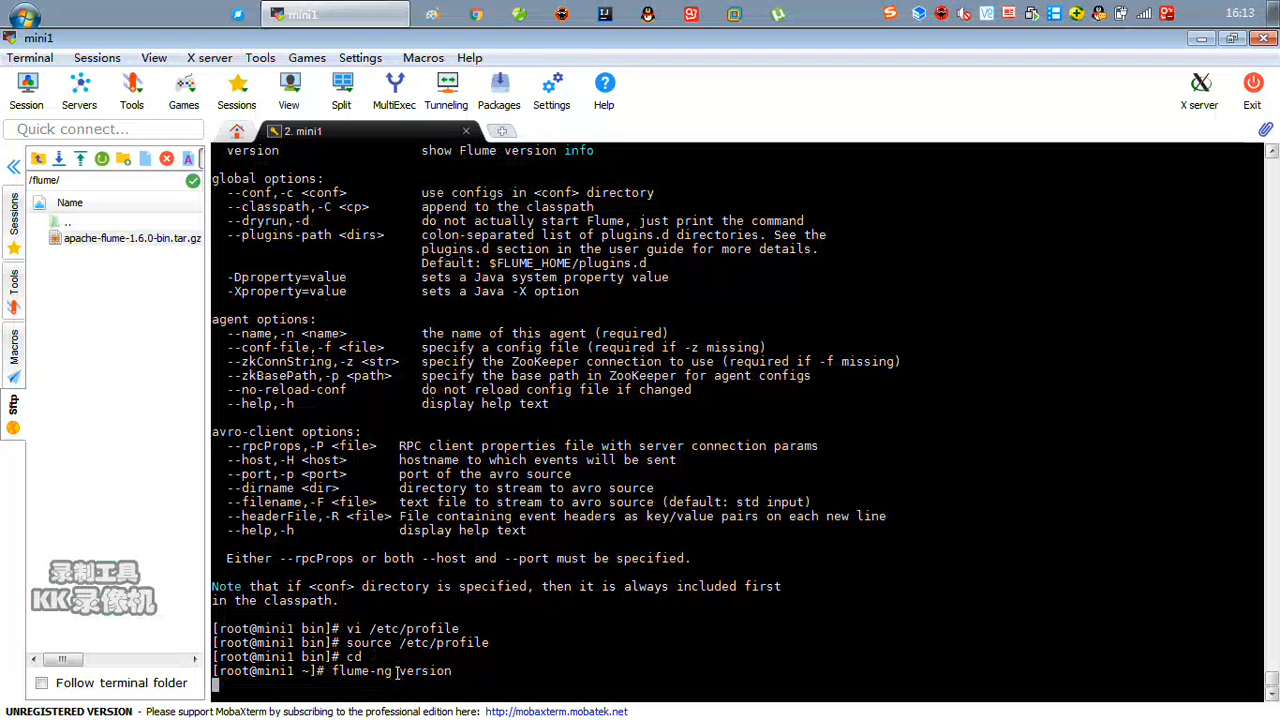 mini1
16:13
mini1
Terminal Sessions View X server Tools Games Settings Macros Help
Session Servers Tools Games Sessions View Split MultiExec Tunneling Packages Settings Help X server Exit
Quick connect...
2. mini1
/flume/
Name
..
apache-flume-1.6.0-bin.tar.gz
Sessions
Tools
Macros
Sftp
version show Flume version info
global options:
--conf,-c <conf> use configs in <conf> directory
--classpath,-C <cp> append to the classpath
--dryrun,-d do not actually start Flume, just print the command
--plugins-path <dirs> colon-separated list of plugins.d directories. See the
plugins.d section in the user guide for more details.
Default: $FLUME_HOME/plugins.d
-Dproperty=value sets a Java system property value
-Xproperty=value sets a Java -X option
agent options:
--name,-n <name> the name of this agent (required)
--conf-file,-f <file> specify a config file (required if -z missing)
--zkConnString,-z <str> specify the ZooKeeper connection to use (required if -f missing)
--zkBasePath,-p <path> specify the base path in ZooKeeper for agent configs
--no-reload-conf do not reload config file if changed
--help,-h display help text
avro-client options:
--rpcProps,-P <file> RPC client properties file with server connection params
--host,-H <host> hostname to which events will be sent
--port,-p <port> port of the avro source
--dirname <dir> directory to stream to avro source
--filename,-F <file> text file to stream to avro source (default: std input)
--headerFile,-R <file> File containing event headers as key/value pairs on each new line
--help,-h display help text
Either --rpcProps or both --host and --port must be specified.
Note that if <conf> directory is specified, then it is always included first
in the classpath.
[root@mini1 bin]# vi /etc/profile
[root@mini1 bin]# source /etc/profile
[root@mini1 bin]# cd
[root@mini1 ~]# flume-ng version
录制工具
KK录像机
Follow terminal folder
UNREGISTERED VERSION - Please support MobaXterm by subscribing to the professional edition here: http://mobaxterm.mobatek.net